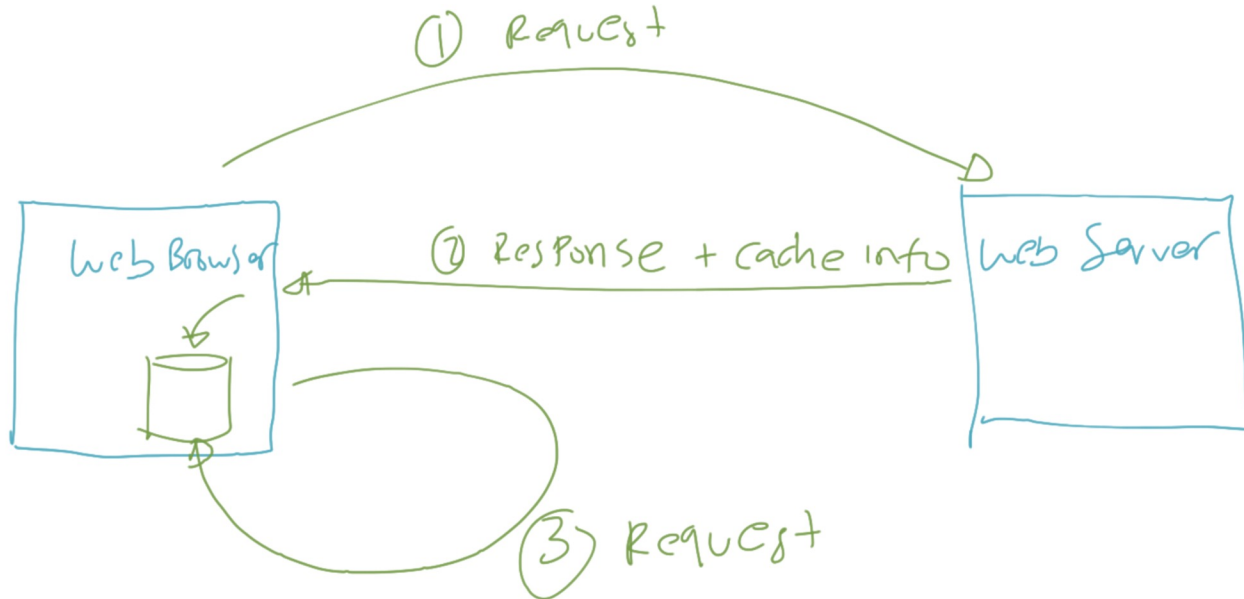 ① Request
Web Browser
② Response + cache info
Web Server
③ Request